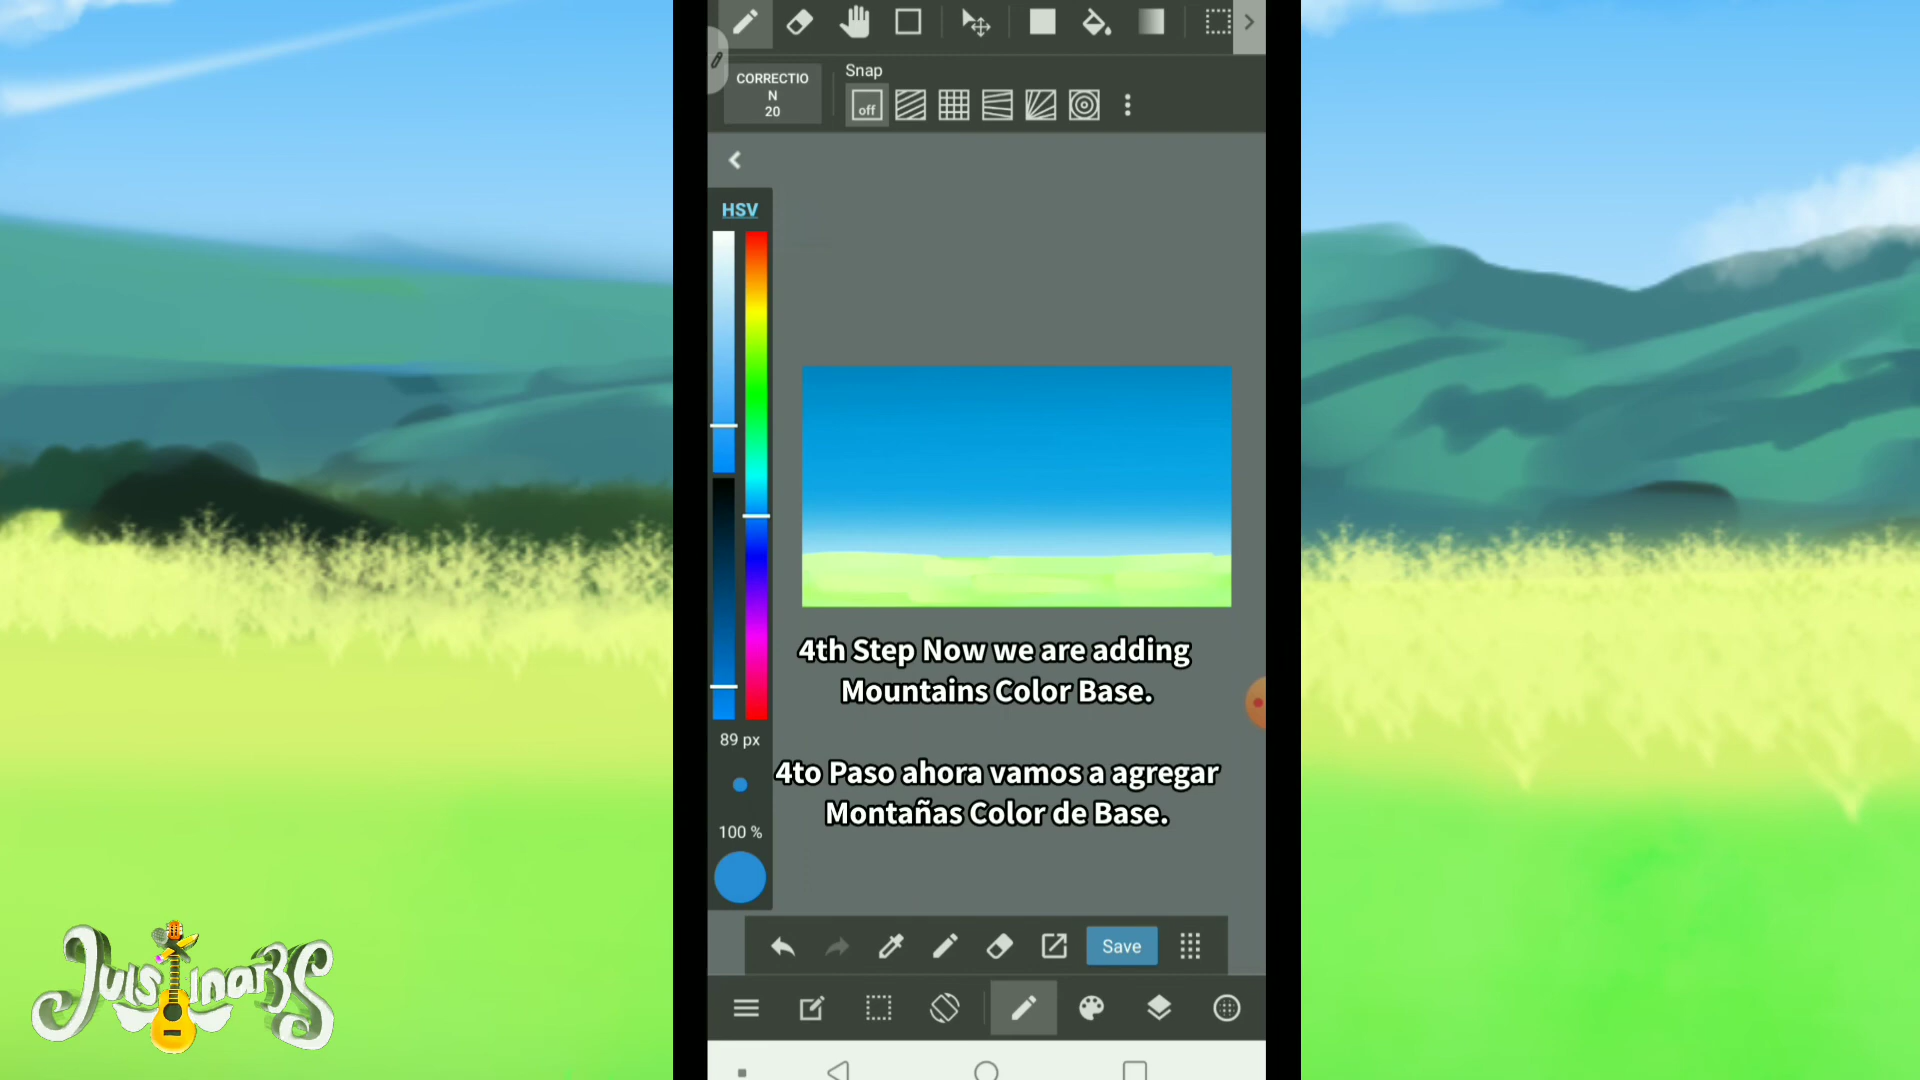 CORRECTIO
N
20
Snap
off
HSV
89 px
4th Step Now we are adding
Mountains Color Base.
4to Paso ahora vamos a agregar
Montañas Color de Base.
100 %
Save